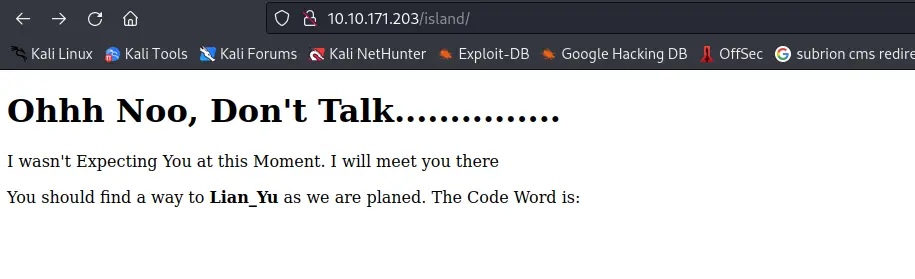 10.10.171.203/island/
Kali Linux Kali Tools Kali Forums Kali NetHunter Exploit-DB Google Hacking DB OffSec subrion cms redire
Ohhh Noo, Don't Talk...............
I wasn't Expecting You at this Moment. I will meet you there
You should find a way to Lian_Yu as we are planed. The Code Word is: